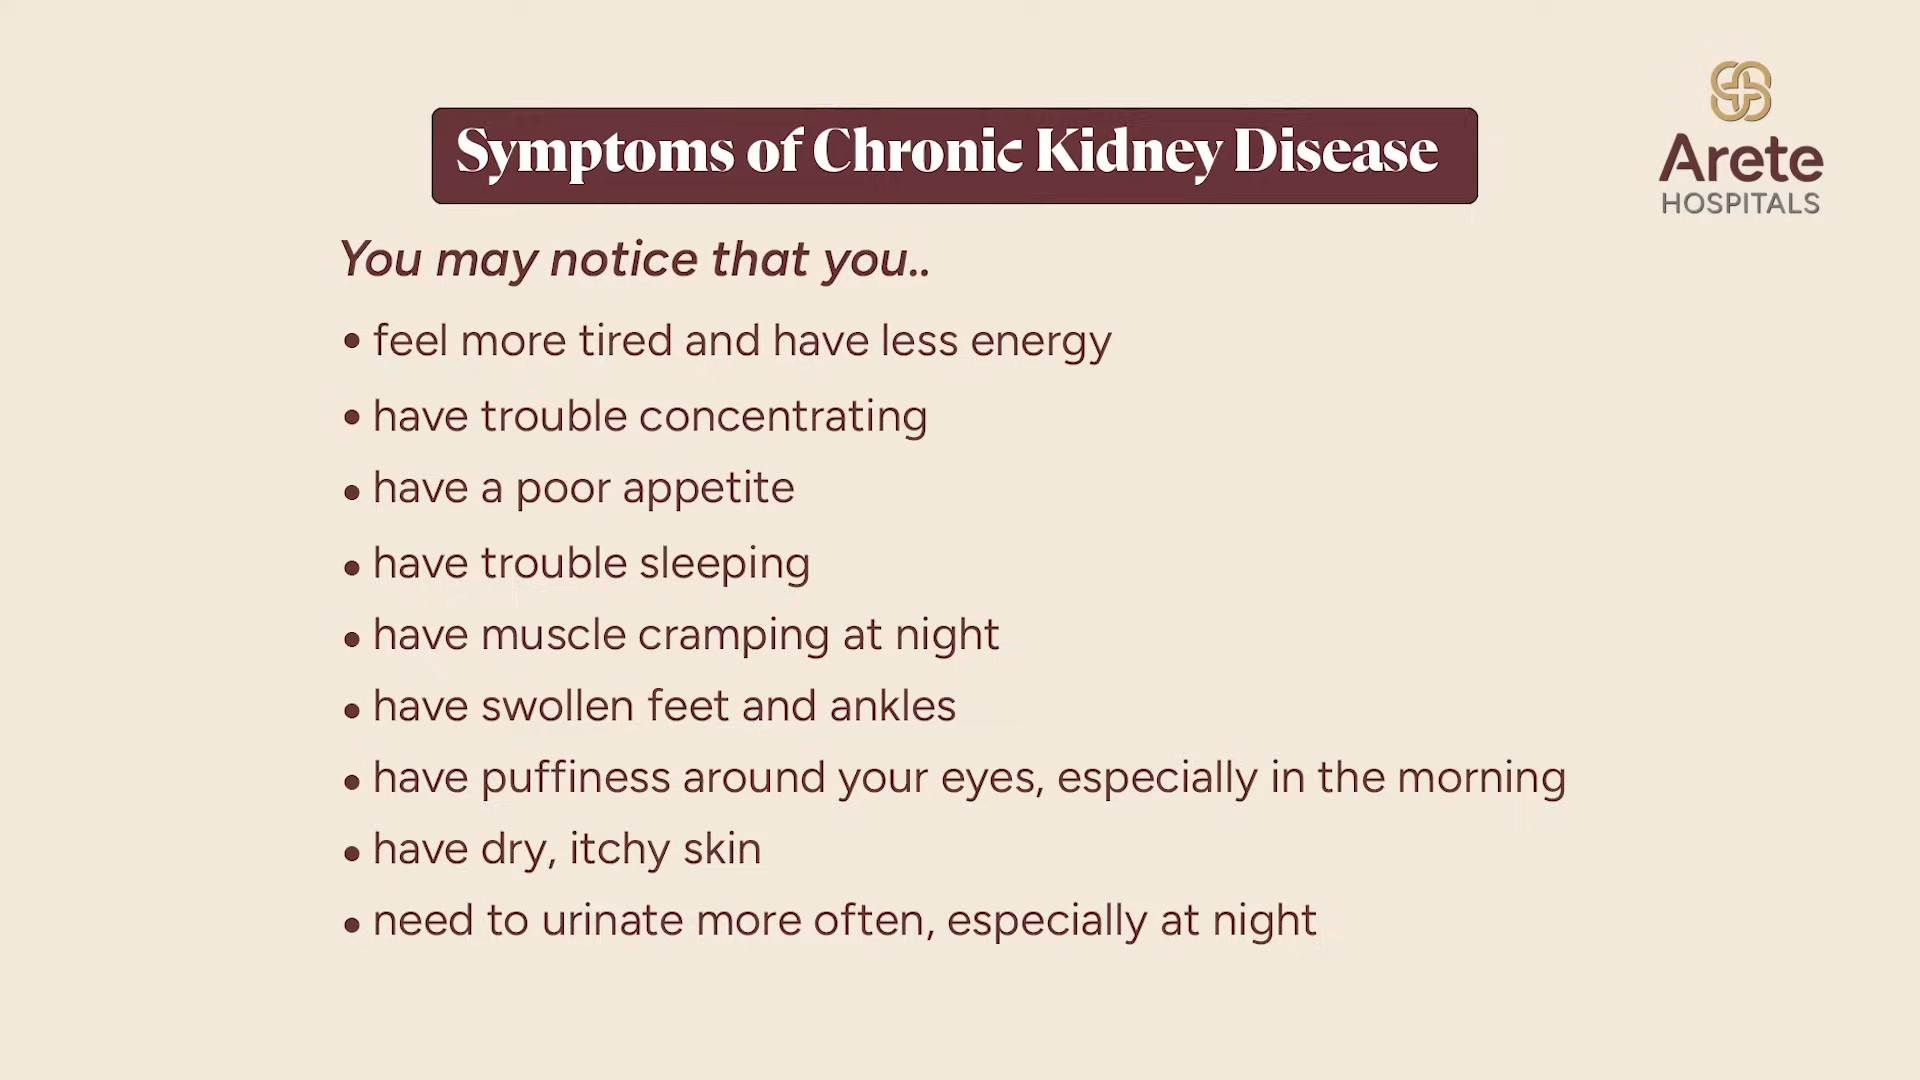 Symptoms of Chronic Kidney Disease
Arete
HOSPITALS
You may notice that you..
• feel more tired and have less energy
• have trouble concentrating
• have a poor appetite
• have trouble sleeping
• have muscle cramping at night
• have swollen feet and ankles
• have puffiness around your eyes, especially in the morning
• have dry, itchy skin
• need to urinate more often, especially at night